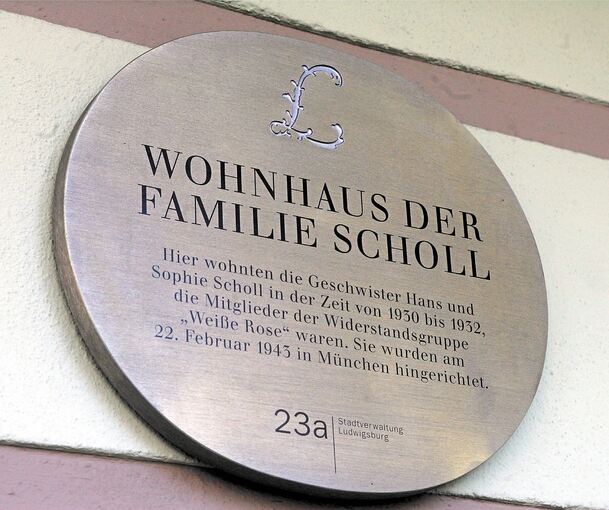 L
WOHNHAUS DER
FAMILIE SCHOLL
Hier wohnten die Geschwister Hans und
Sophie Scholl in der Zeit von 1930 bis 1932,
die Mitglieder der Widerstandsgruppe
„Weiße Rose“ waren. Sie wurden am
22. Februar 1943 in München hingerichtet.
23a
Stadtverwaltung
Ludwigsburg